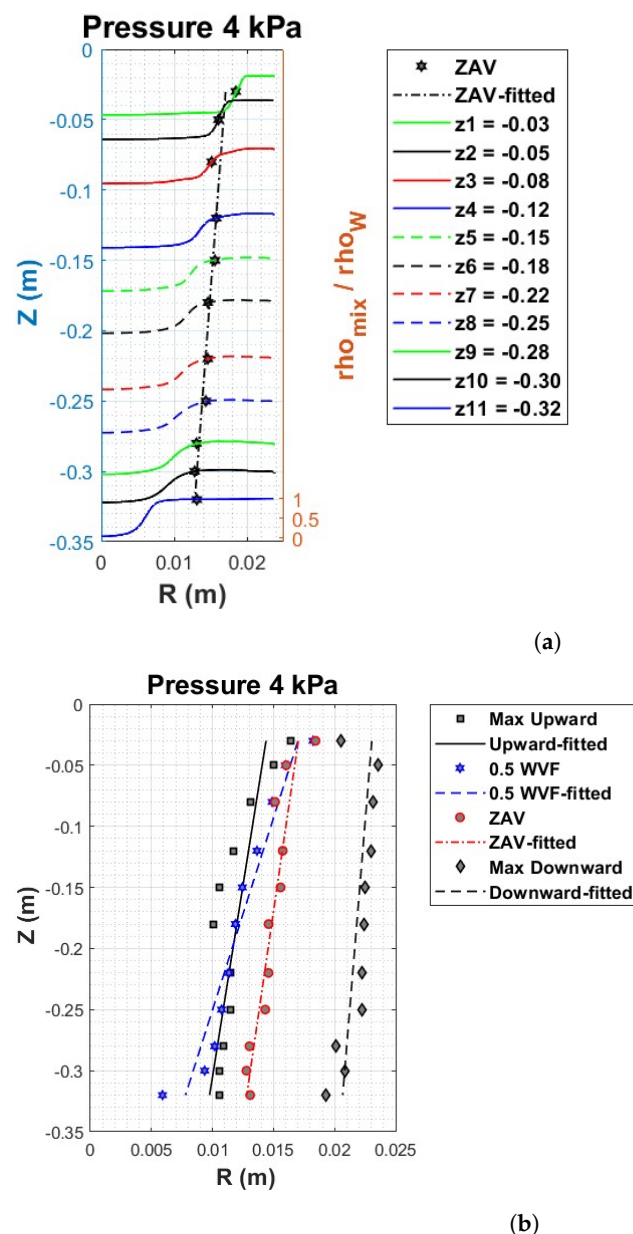 Pressure 4 kPa
0
-0.05
-0.1
-0.15
-0.2
-0.25
-0.3
-0.35
Z (m)
1
0.5
0
rho_mix / rho_W
0 0.01 0.02
R (m)
ZAV
ZAV-fitted
z1 = -0.03
z2 = -0.05
z3 = -0.08
z4 = -0.12
z5 = -0.15
z6 = -0.18
z7 = -0.22
z8 = -0.25
z9 = -0.28
z10 = -0.30
z11 = -0.32
(a)
Pressure 4 kPa
0
-0.05
-0.1
-0.15
-0.2
-0.25
-0.3
-0.35
Z (m)
0 0.005 0.01 0.015 0.02 0.025
R (m)
Max Upward
Upward-fitted
0.5 WVF
0.5 WVF-fitted
ZAV
ZAV-fitted
Max Downward
Downward-fitted
(b)